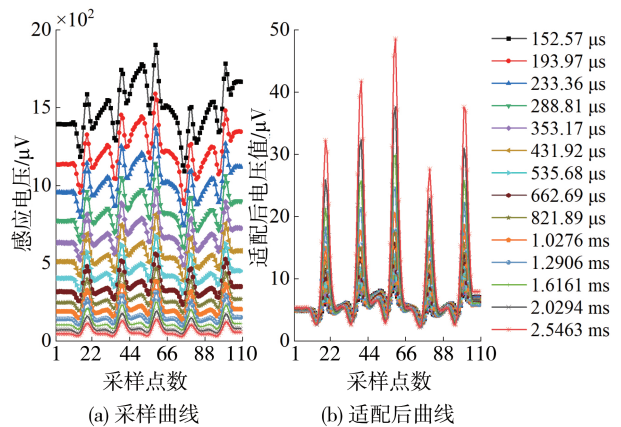 20 ×10²
15
10
5
0
1 22 44 66 88 110
感应电压/μV
采样点数
(a) 采样曲线
50
40
30
20
10
0
1 22 44 66 88 110
适配后电压值/μV
采样点数
(b) 适配后曲线
152.57 μs
193.97 μs
233.36 μs
288.81 μs
353.17 μs
431.92 μs
535.68 μs
662.69 μs
821.89 μs
1.0276 ms
1.2906 ms
1.6161 ms
2.0294 ms
2.5463 ms